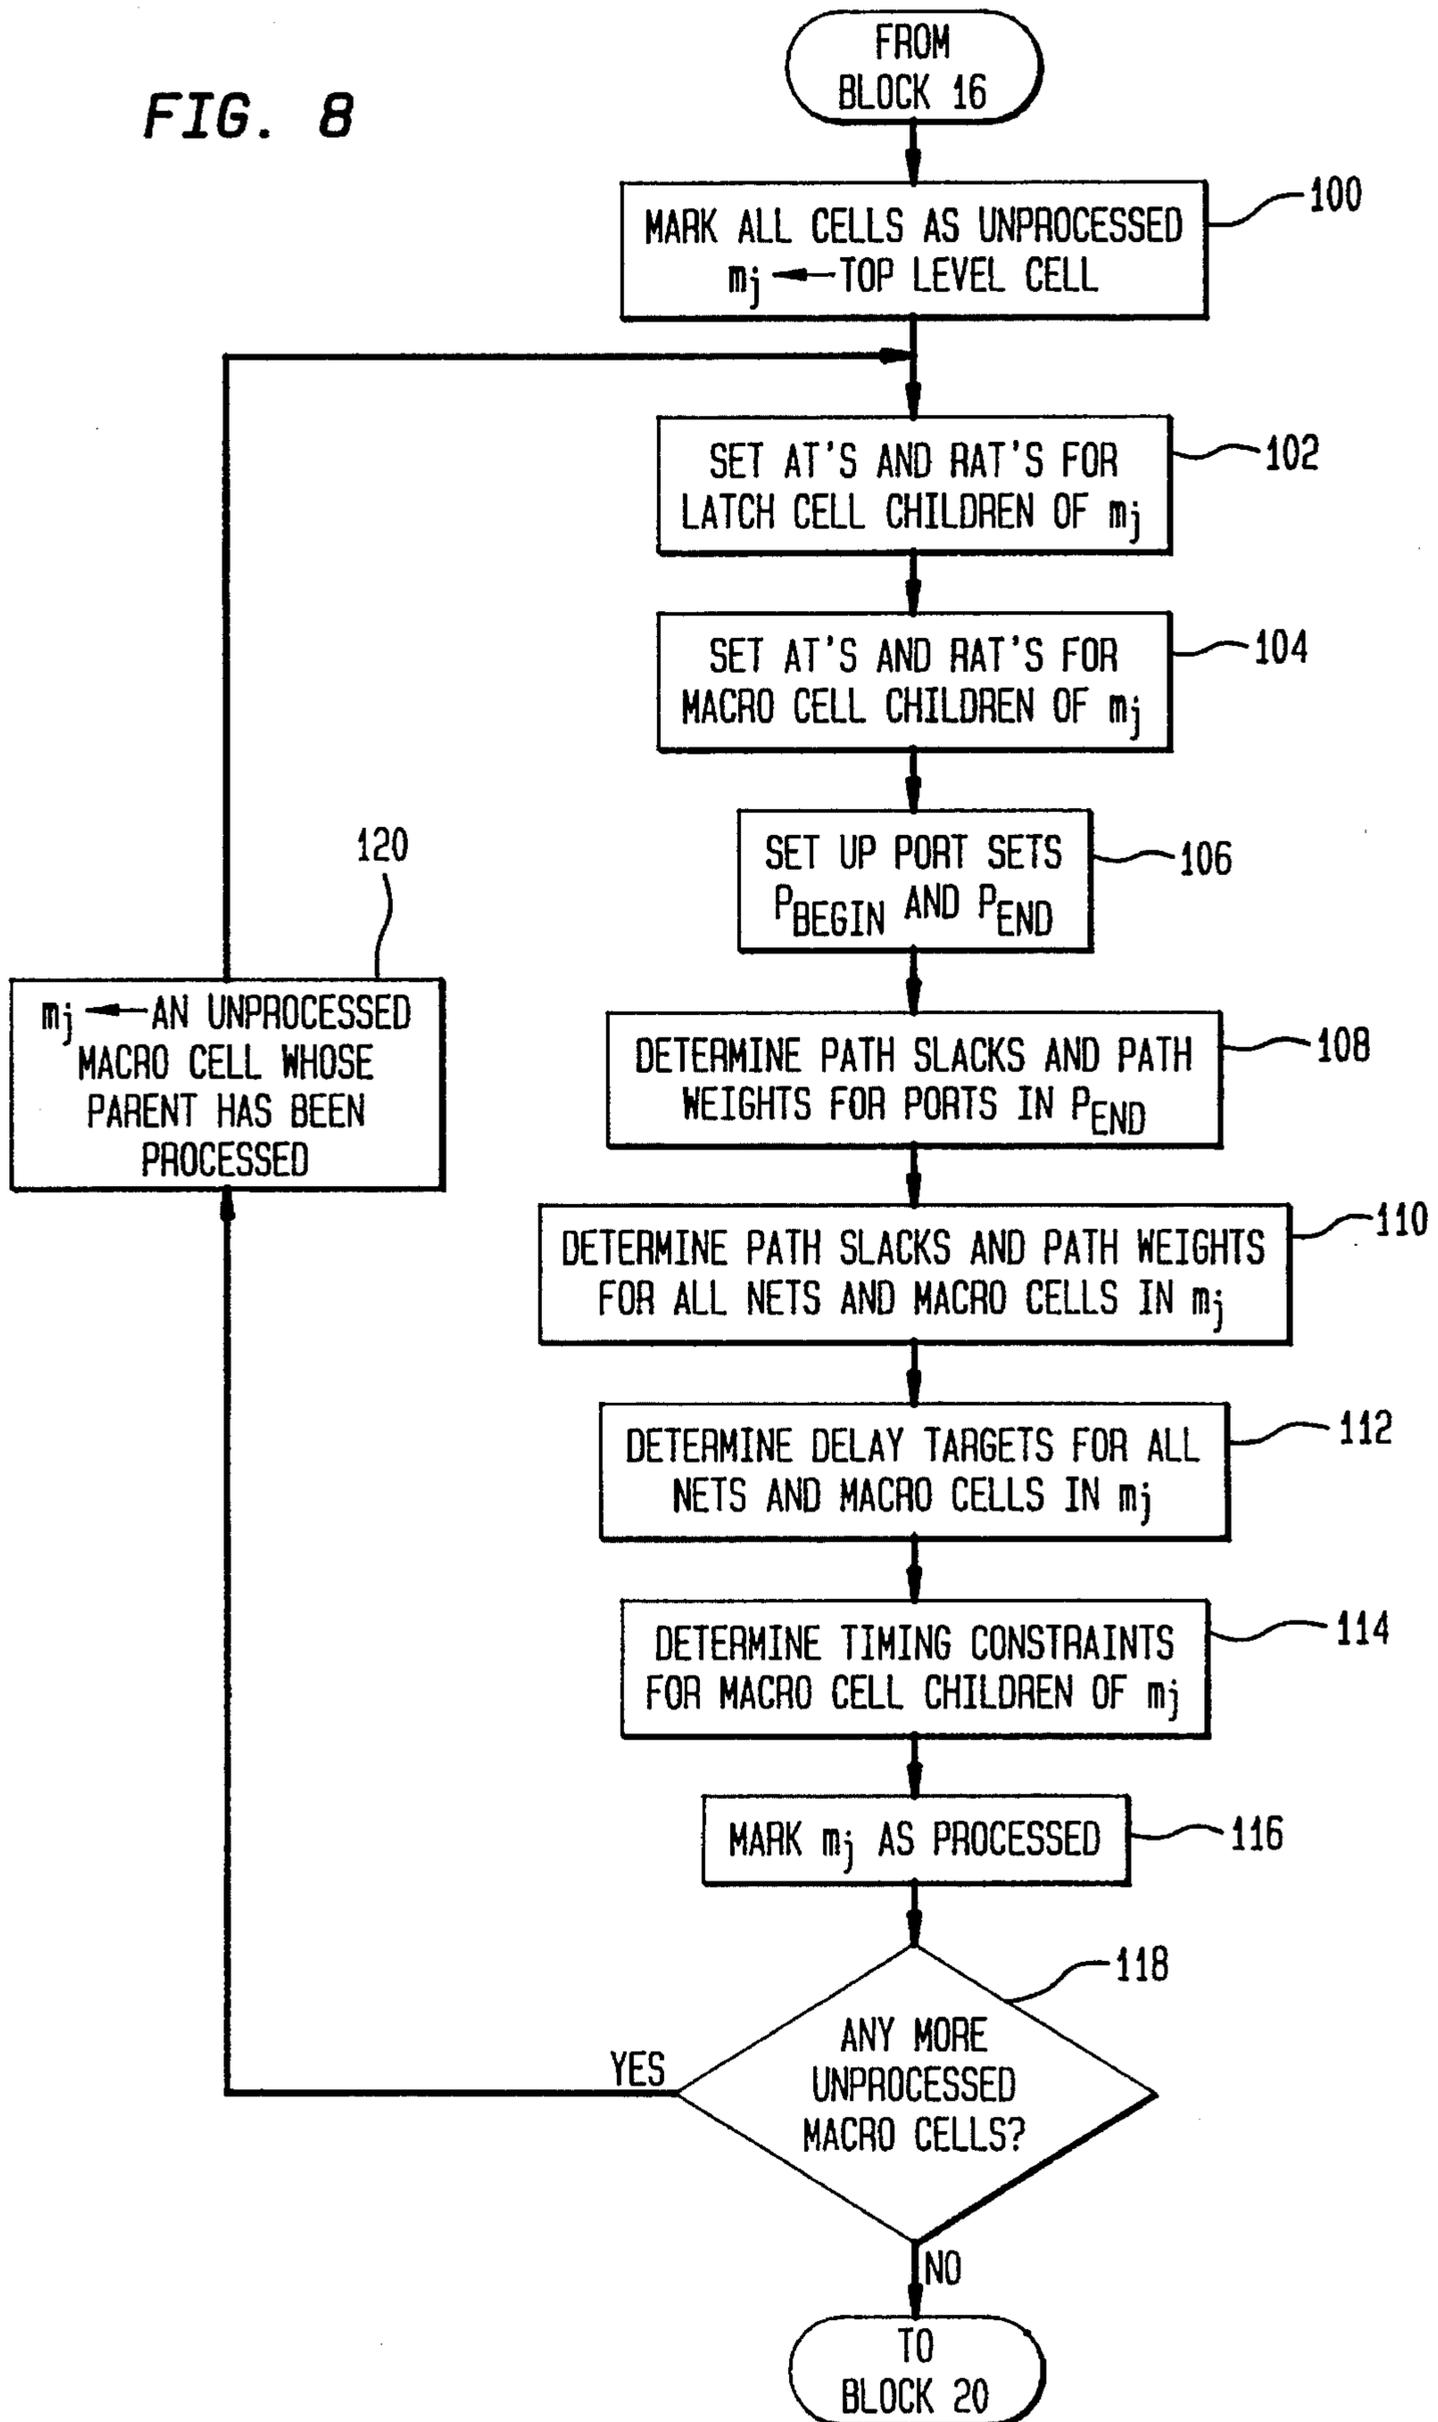 FIG. 8
FROM
BLOCK 16
100
MARK ALL CELLS AS UNPROCESSED
mj ← TOP LEVEL CELL
102
SET AT'S AND RAT'S FOR
LATCH CELL CHILDREN OF mj
104
SET AT'S AND RAT'S FOR
MACRO CELL CHILDREN OF mj
106
SET UP PORT SETS
PBEGIN AND PEND
108
DETERMINE PATH SLACKS AND PATH
WEIGHTS FOR PORTS IN PEND
110
DETERMINE PATH SLACKS AND PATH WEIGHTS
FOR ALL NETS AND MACRO CELLS IN mj
112
DETERMINE DELAY TARGETS FOR ALL
NETS AND MACRO CELLS IN mj
114
DETERMINE TIMING CONSTRAINTS
FOR MACRO CELL CHILDREN OF mj
116
MARK mj AS PROCESSED
118
ANY MORE
UNPROCESSED
MACRO CELLS?
YES
120
mj ← AN UNPROCESSED
MACRO CELL WHOSE
PARENT HAS BEEN
PROCESSED
NO
TO
BLOCK 20